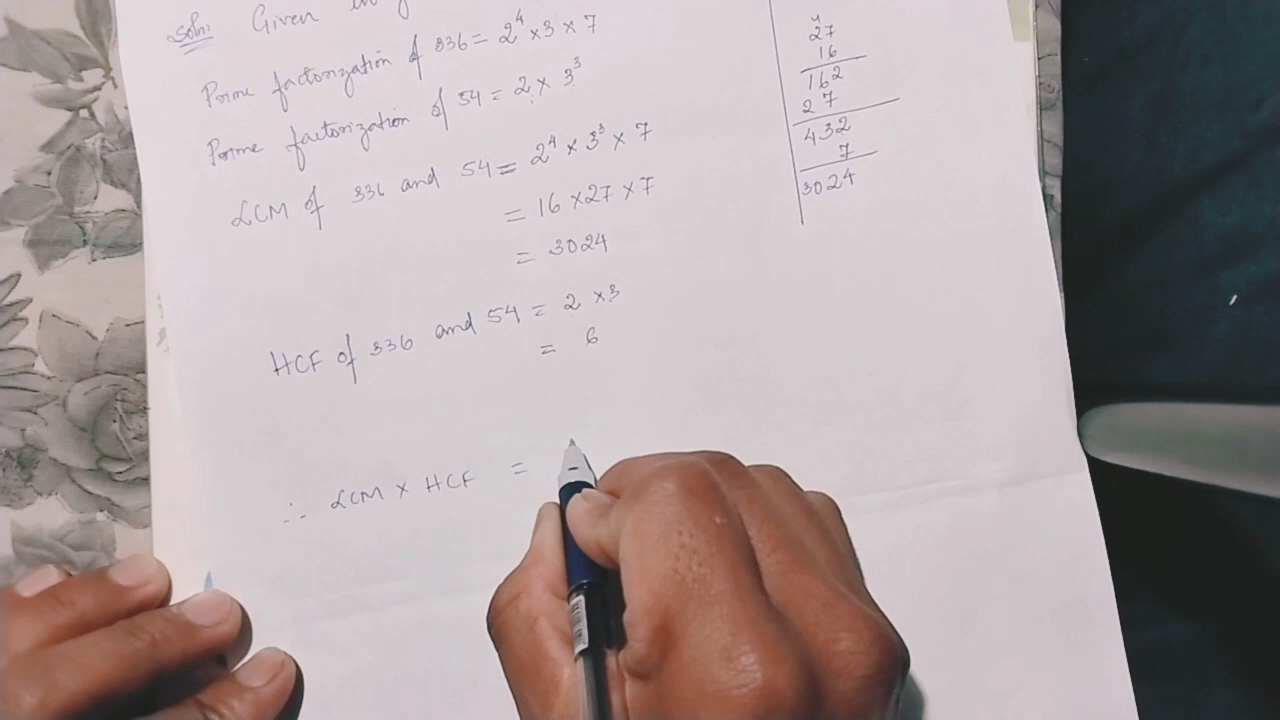 Soln: Given
Prime factorization of 336 = 2⁴ × 3 × 7
Prime factorization of 54 = 2 × 3³
LCM of 336 and 54 = 2⁴ × 3³ × 7
= 16 × 27 × 7
= 3024
HCF of 336 and 54 = 2 × 3
= 6
∴ LCM × HCF =
4
27
16
162
27
432
7
3024